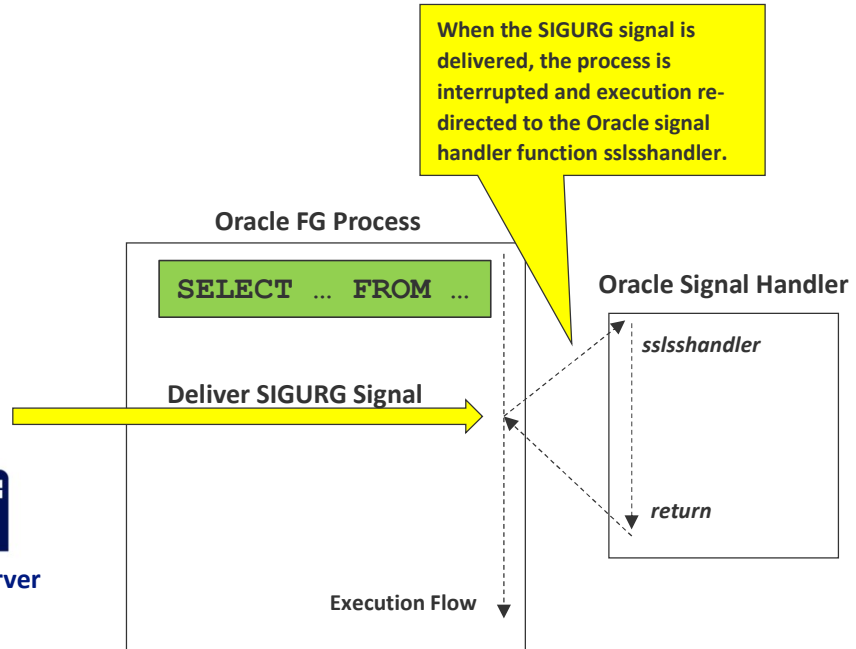 When the SIGURG signal is
delivered, the process is
interrupted and execution re-
directed to the Oracle signal
handler function sslsshandler.
Oracle FG Process
SELECT … FROM …
Oracle Signal Handler
sslsshandler
Deliver SIGURG Signal
return
rver
Execution Flow